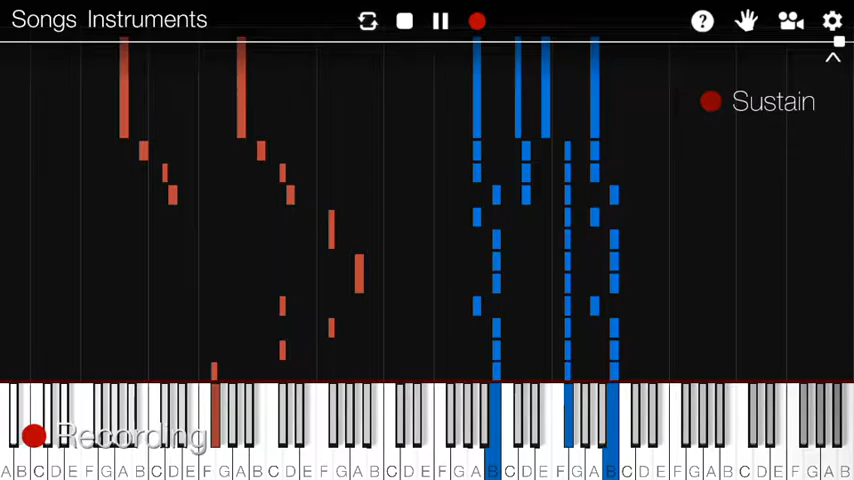 Songs Instruments
?
Sustain
Recording
A B C D E F G A B C D E F G A B C D E F G A B C D E F G A B C D E F G A B C D E F G A B C D E F G A B